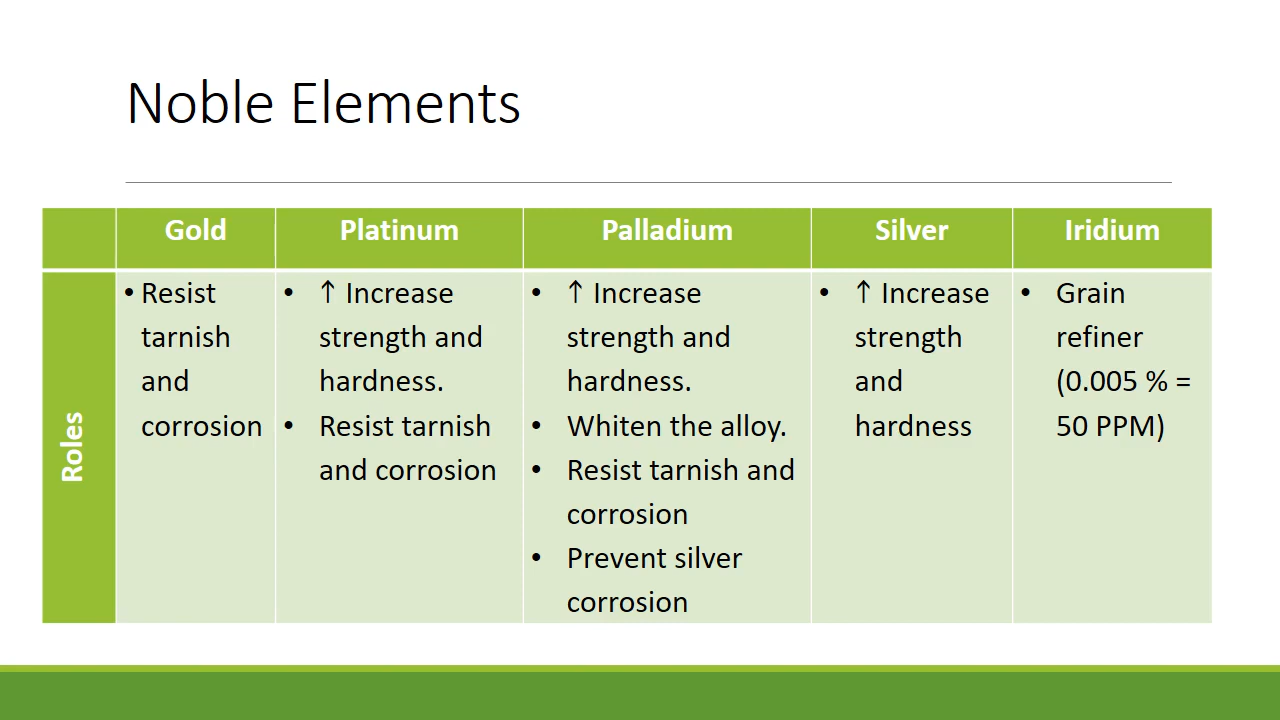 Noble Elements
Gold
Platinum
Palladium
Silver
Iridium
Roles
• Resist
tarnish
and
corrosion
• ↑ Increase
strength and
hardness.
• Resist tarnish
and corrosion
• ↑ Increase
strength and
hardness.
• Whiten the alloy.
• Resist tarnish and
corrosion
• Prevent silver
corrosion
• ↑ Increase
strength
and
hardness
• Grain
refiner
(0.005 % =
50 PPM)